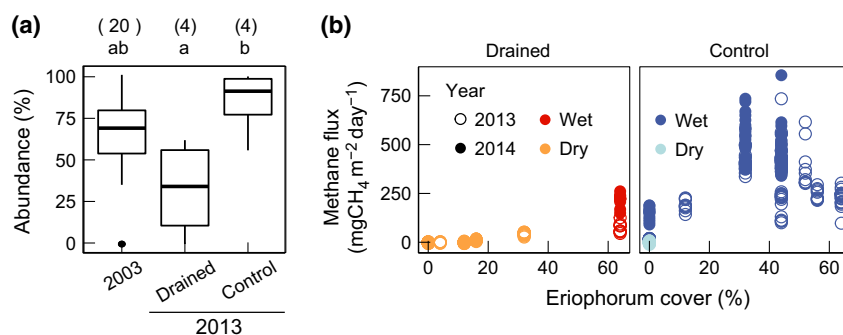 (a)
( 20 ) (4) (4)
ab a b
Abundance (%)
100
75
50
25
0
2003 Drained Control
2013
(b)
Drained Control
Methane flux
(mgCH₄ m⁻² day⁻¹)
750
500
250
0
Year
2013 Wet
2014 Dry
Wet
Dry
0 20 40 60 0 20 40 60
Eriophorum cover (%)